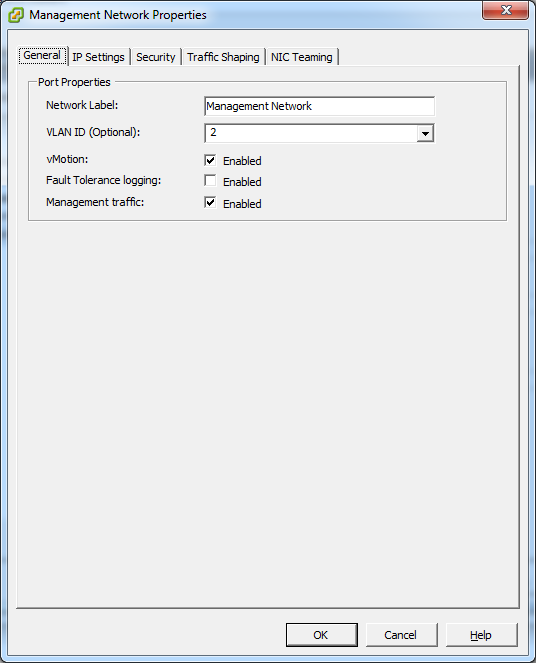 Management Network Properties
General IP Settings Security Traffic Shaping NIC Teaming
Port Properties
Network Label: Management Network
VLAN ID (Optional): 2
vMotion: Enabled
Fault Tolerance logging: Enabled
Management traffic: Enabled
OK Cancel Help